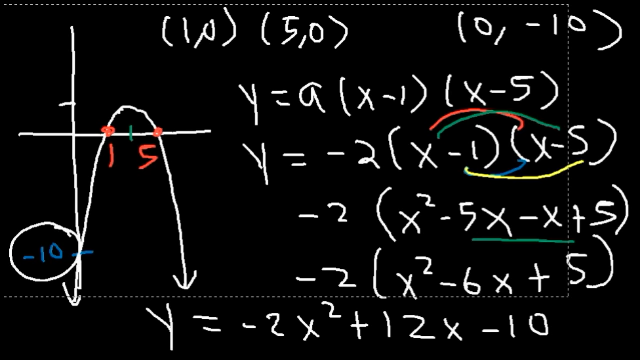 (1,0) (5,0) (0, -10)
y = a(x-1)(x-5)
y = -2(x-1)(x-5)
-2(x²-5x-x+5)
-2(x²-6x+5)
y = -2x²+12x-10
1 5
-10